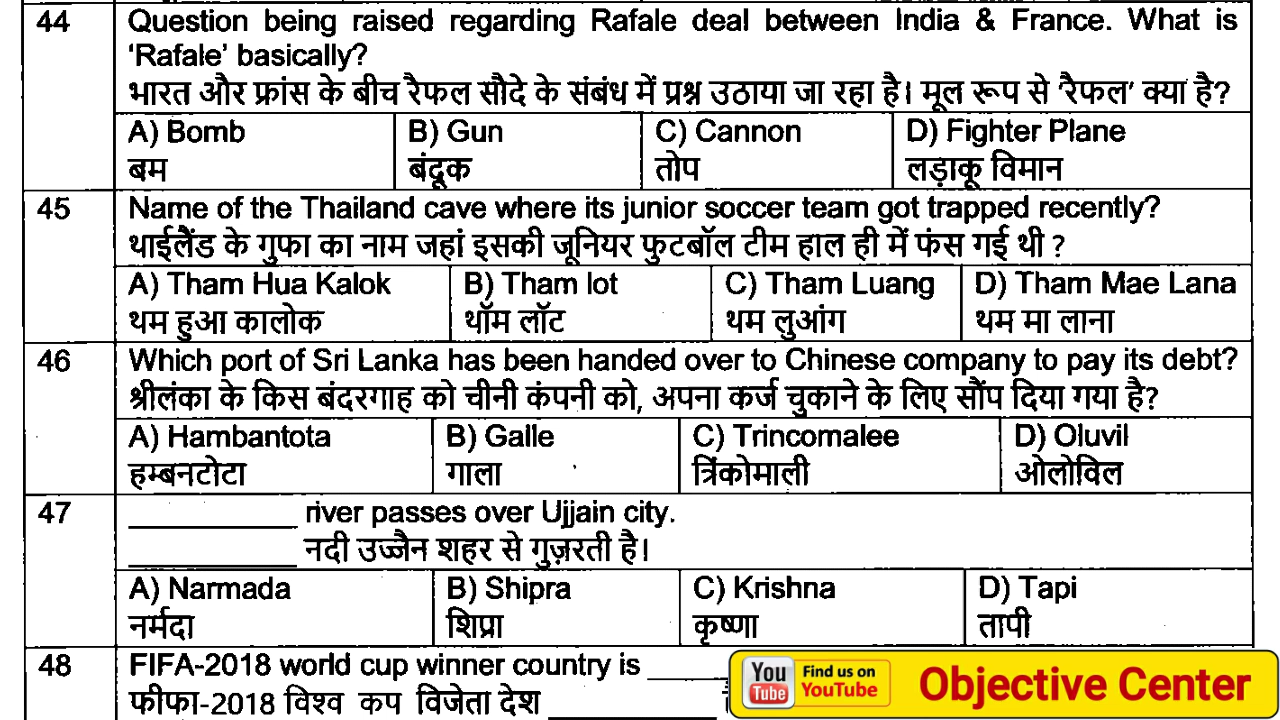 44
Question being raised regarding Rafale deal between India & France. What is
‘Rafale’ basically?
भारत और फ्रांस के बीच रैफल सौदे के संबंध में प्रश्न उठाया जा रहा है। मूल रूप से ‘रैफल’ क्या है?
A) Bomb B) Gun C) Cannon D) Fighter Plane
बम बंदूक तोप लड़ाकू विमान
45
Name of the Thailand cave where its junior soccer team got trapped recently?
थाईलैंड के गुफा का नाम जहां इसकी जूनियर फुटबॉल टीम हाल ही में फंस गई थी ?
A) Tham Hua Kalok B) Tham lot C) Tham Luang D) Tham Mae Lana
थम हुआ कालोक थॉम लॉट थम लुआंग थम मा लाना
46
Which port of Sri Lanka has been handed over to Chinese company to pay its debt?
श्रीलंका के किस बंदरगाह को चीनी कंपनी को, अपना कर्ज चुकाने के लिए सौंप दिया गया है?
A) Hambantota B) Galle C) Trincomalee D) Oluvil
हम्बनटोटा गाला त्रिंकोमाली ओलोविल
47
__________ river passes over Ujjain city.
__________ नदी उज्जैन शहर से गुज़रती है।
A) Narmada B) Shipra C) Krishna D) Tapi
नर्मदा शिप्रा कृष्णा तापी
48
FIFA-2018 world cup winner country is ______
फीफा-2018 विश्व कप विजेता देश __________
You Tube
Find us on
YouTube
Objective Center